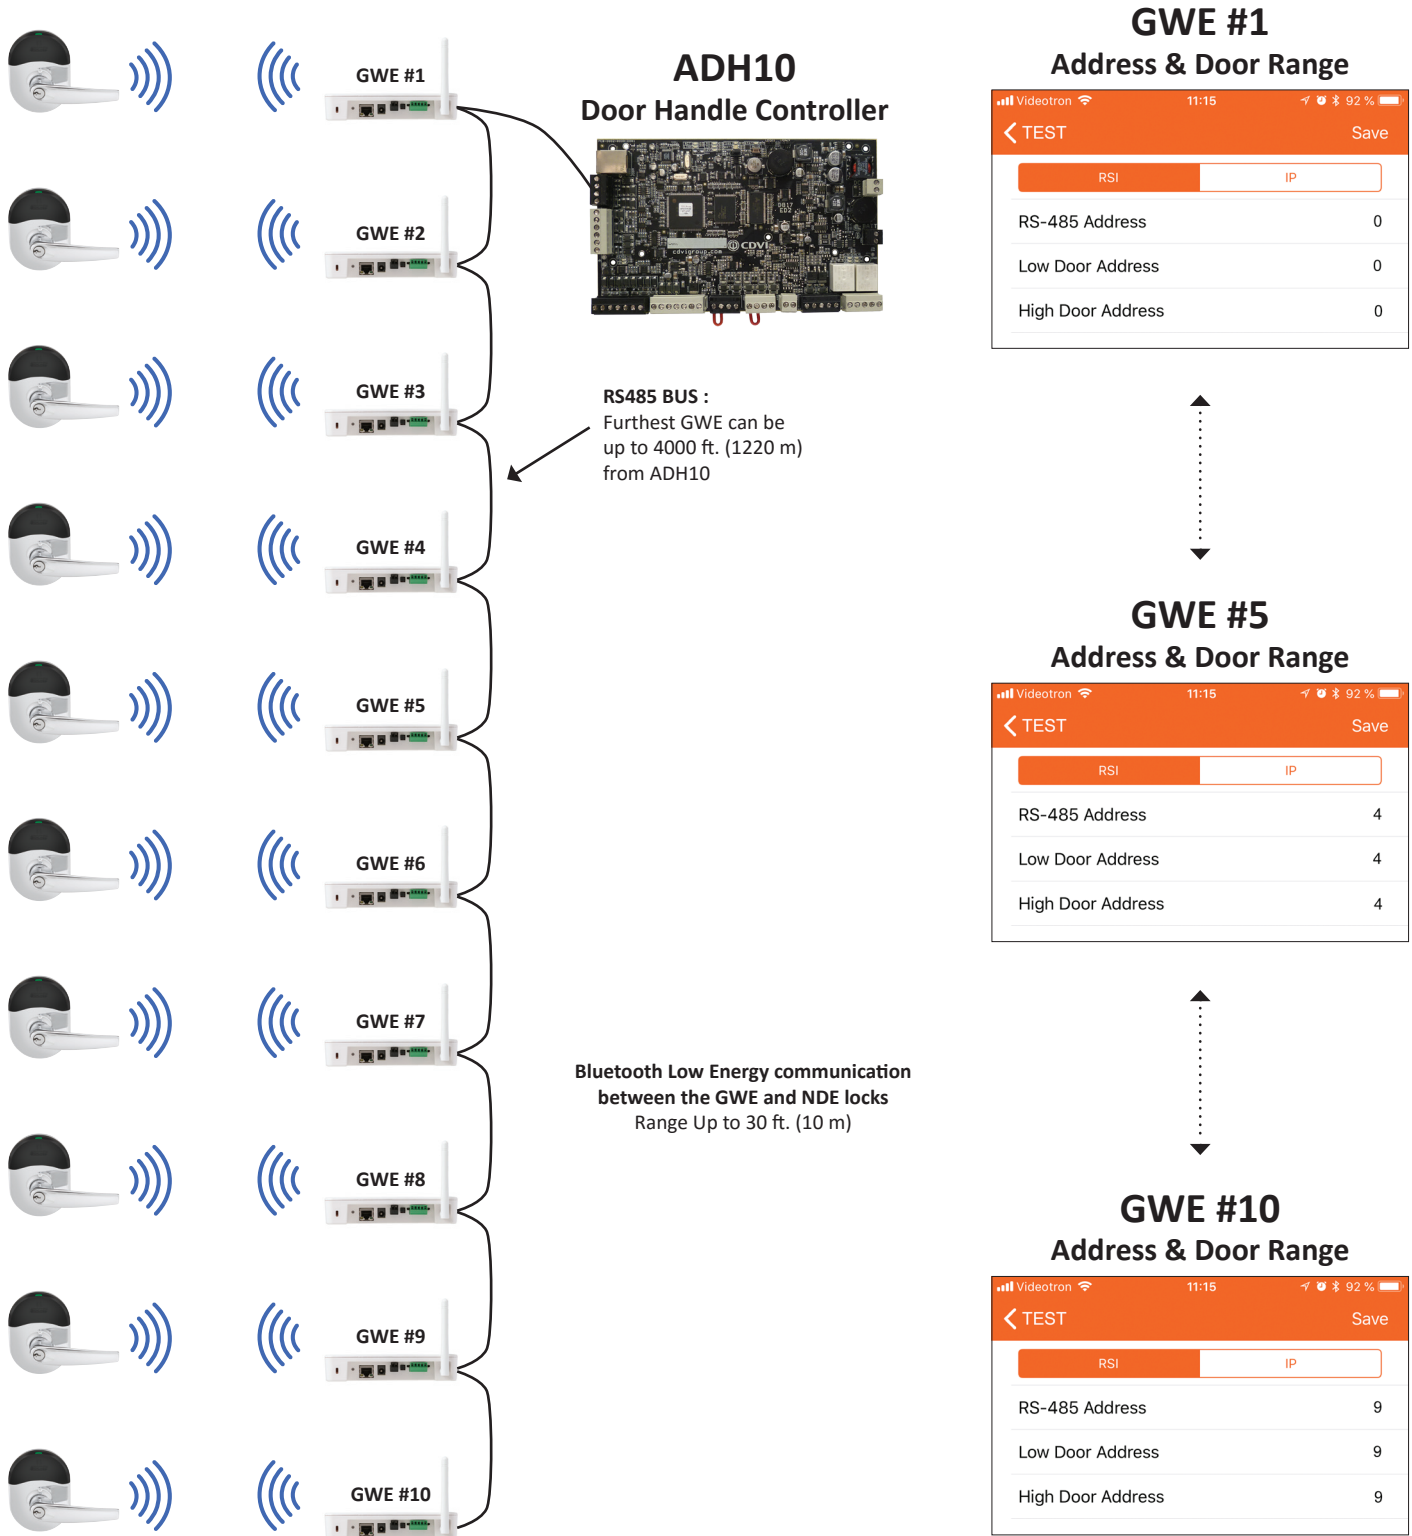 GWE #1
GWE #2
GWE #3
GWE #4
GWE #5
GWE #6
GWE #7
GWE #8
GWE #9
GWE #10
ADH10
Door Handle Controller
CDVI
cdvigroup.com
RS485 BUS :
Furthest GWE can be
up to 4000 ft. (1220 m)
from ADH10
Bluetooth Low Energy communication
between the GWE and NDE locks
Range Up to 30 ft. (10 m)
GWE #1
Address & Door Range
Videotron 11:15 92 %
TEST Save
RSI IP
RS-485 Address 0
Low Door Address 0
High Door Address 0
GWE #5
Address & Door Range
Videotron 11:15 92 %
TEST Save
RSI IP
RS-485 Address 4
Low Door Address 4
High Door Address 4
GWE #10
Address & Door Range
Videotron 11:15 92 %
TEST Save
RSI IP
RS-485 Address 9
Low Door Address 9
High Door Address 9